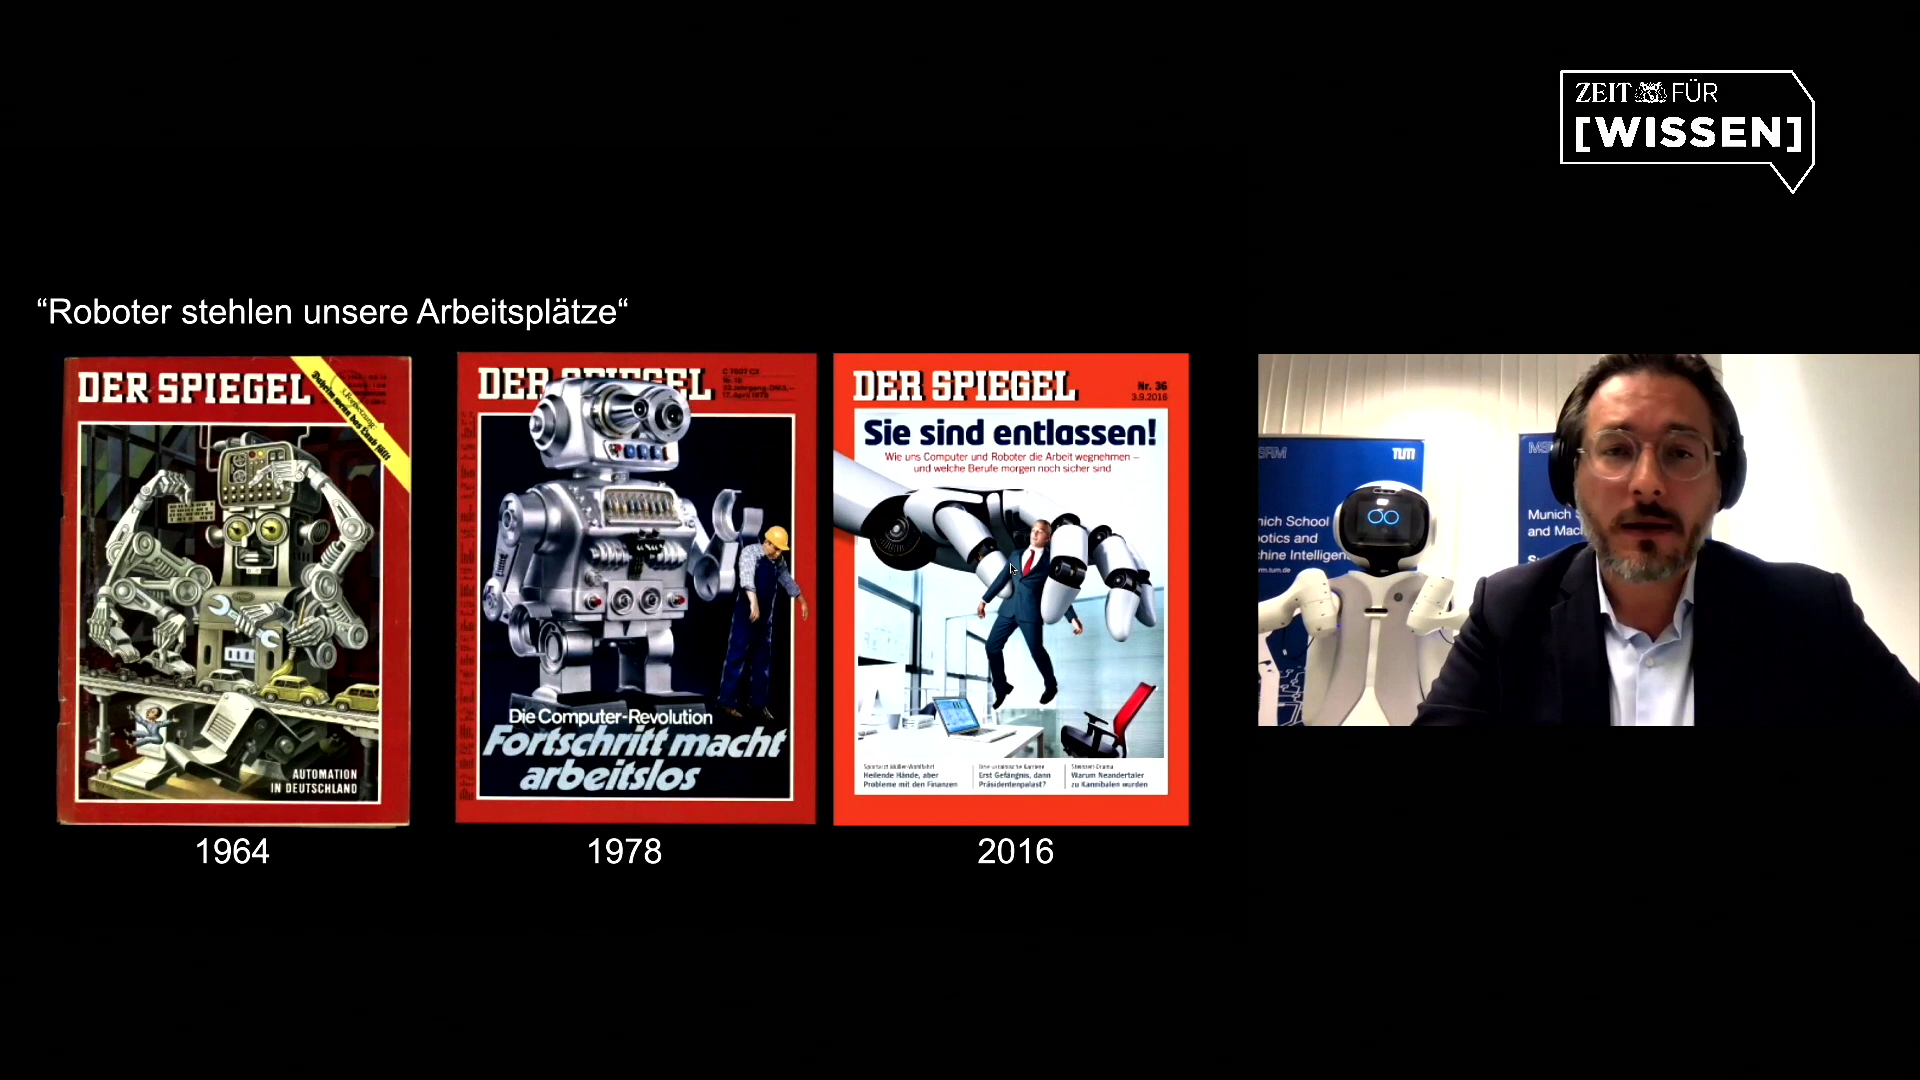 ZEIT FÜR
[WISSEN]
“Roboter stehlen unsere Arbeitsplätze“
DER SPIEGEL
AUTOMATION
IN DEUTSCHLAND
1964
DER SPIEGEL
Die Computer-Revolution
Fortschritt macht
arbeitslos
1978
DER SPIEGEL
Nr. 36
3.9.2016
Sie sind entlassen!
Wie uns Computer und Roboter die Arbeit wegnehmen –
und welche Berufe morgen noch sicher sind
Heilende Hände, aber
Probleme mit den Finanzen
Erst Gefängnis, dann
Präsidentenpalast?
Warum Neandertaler
zu Kannibalen wurden
2016
TUM
nich School
otics and
chine Intelligen
Munich S
and Mac